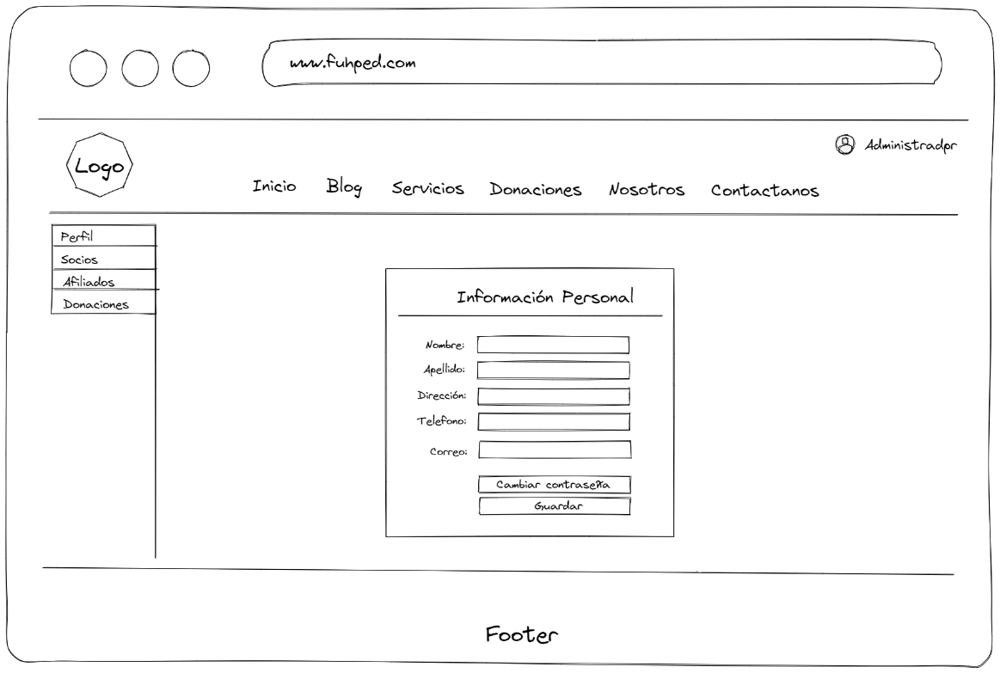 www.fuhped.com
Logo
Administradpr
Inicio Blog Servicios Donaciones Nosotros Contactanos
Perfil
Socios
Afiliados
Donaciones
Información Personal
Nombre:
Apellido:
Dirección:
Telefono:
Correo:
Cambiar contraseña
Guardar
Footer